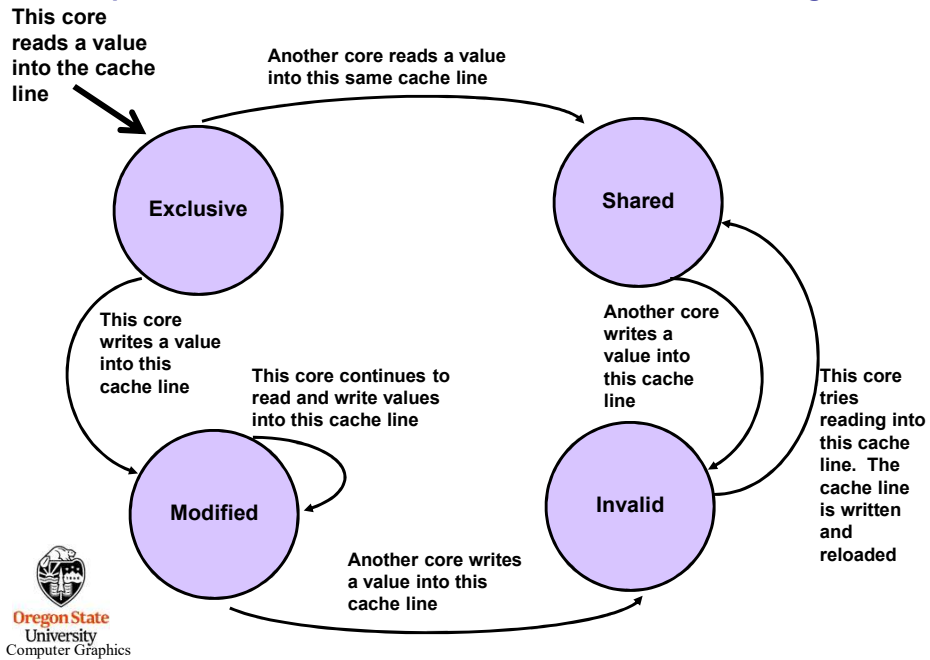 This core
reads a value
into the cache
line
Another core reads a value
into this same cache line
Exclusive
Shared
This core
writes a value
into this
cache line
Another core
writes a
value into
this cache
line
This core continues to
read and write values
into this cache line
This core
tries
reading into
this cache
line. The
cache line
is written
and
reloaded
Modified
Invalid
Another core writes
a value into this
cache line
Oregon State
University
Computer Graphics